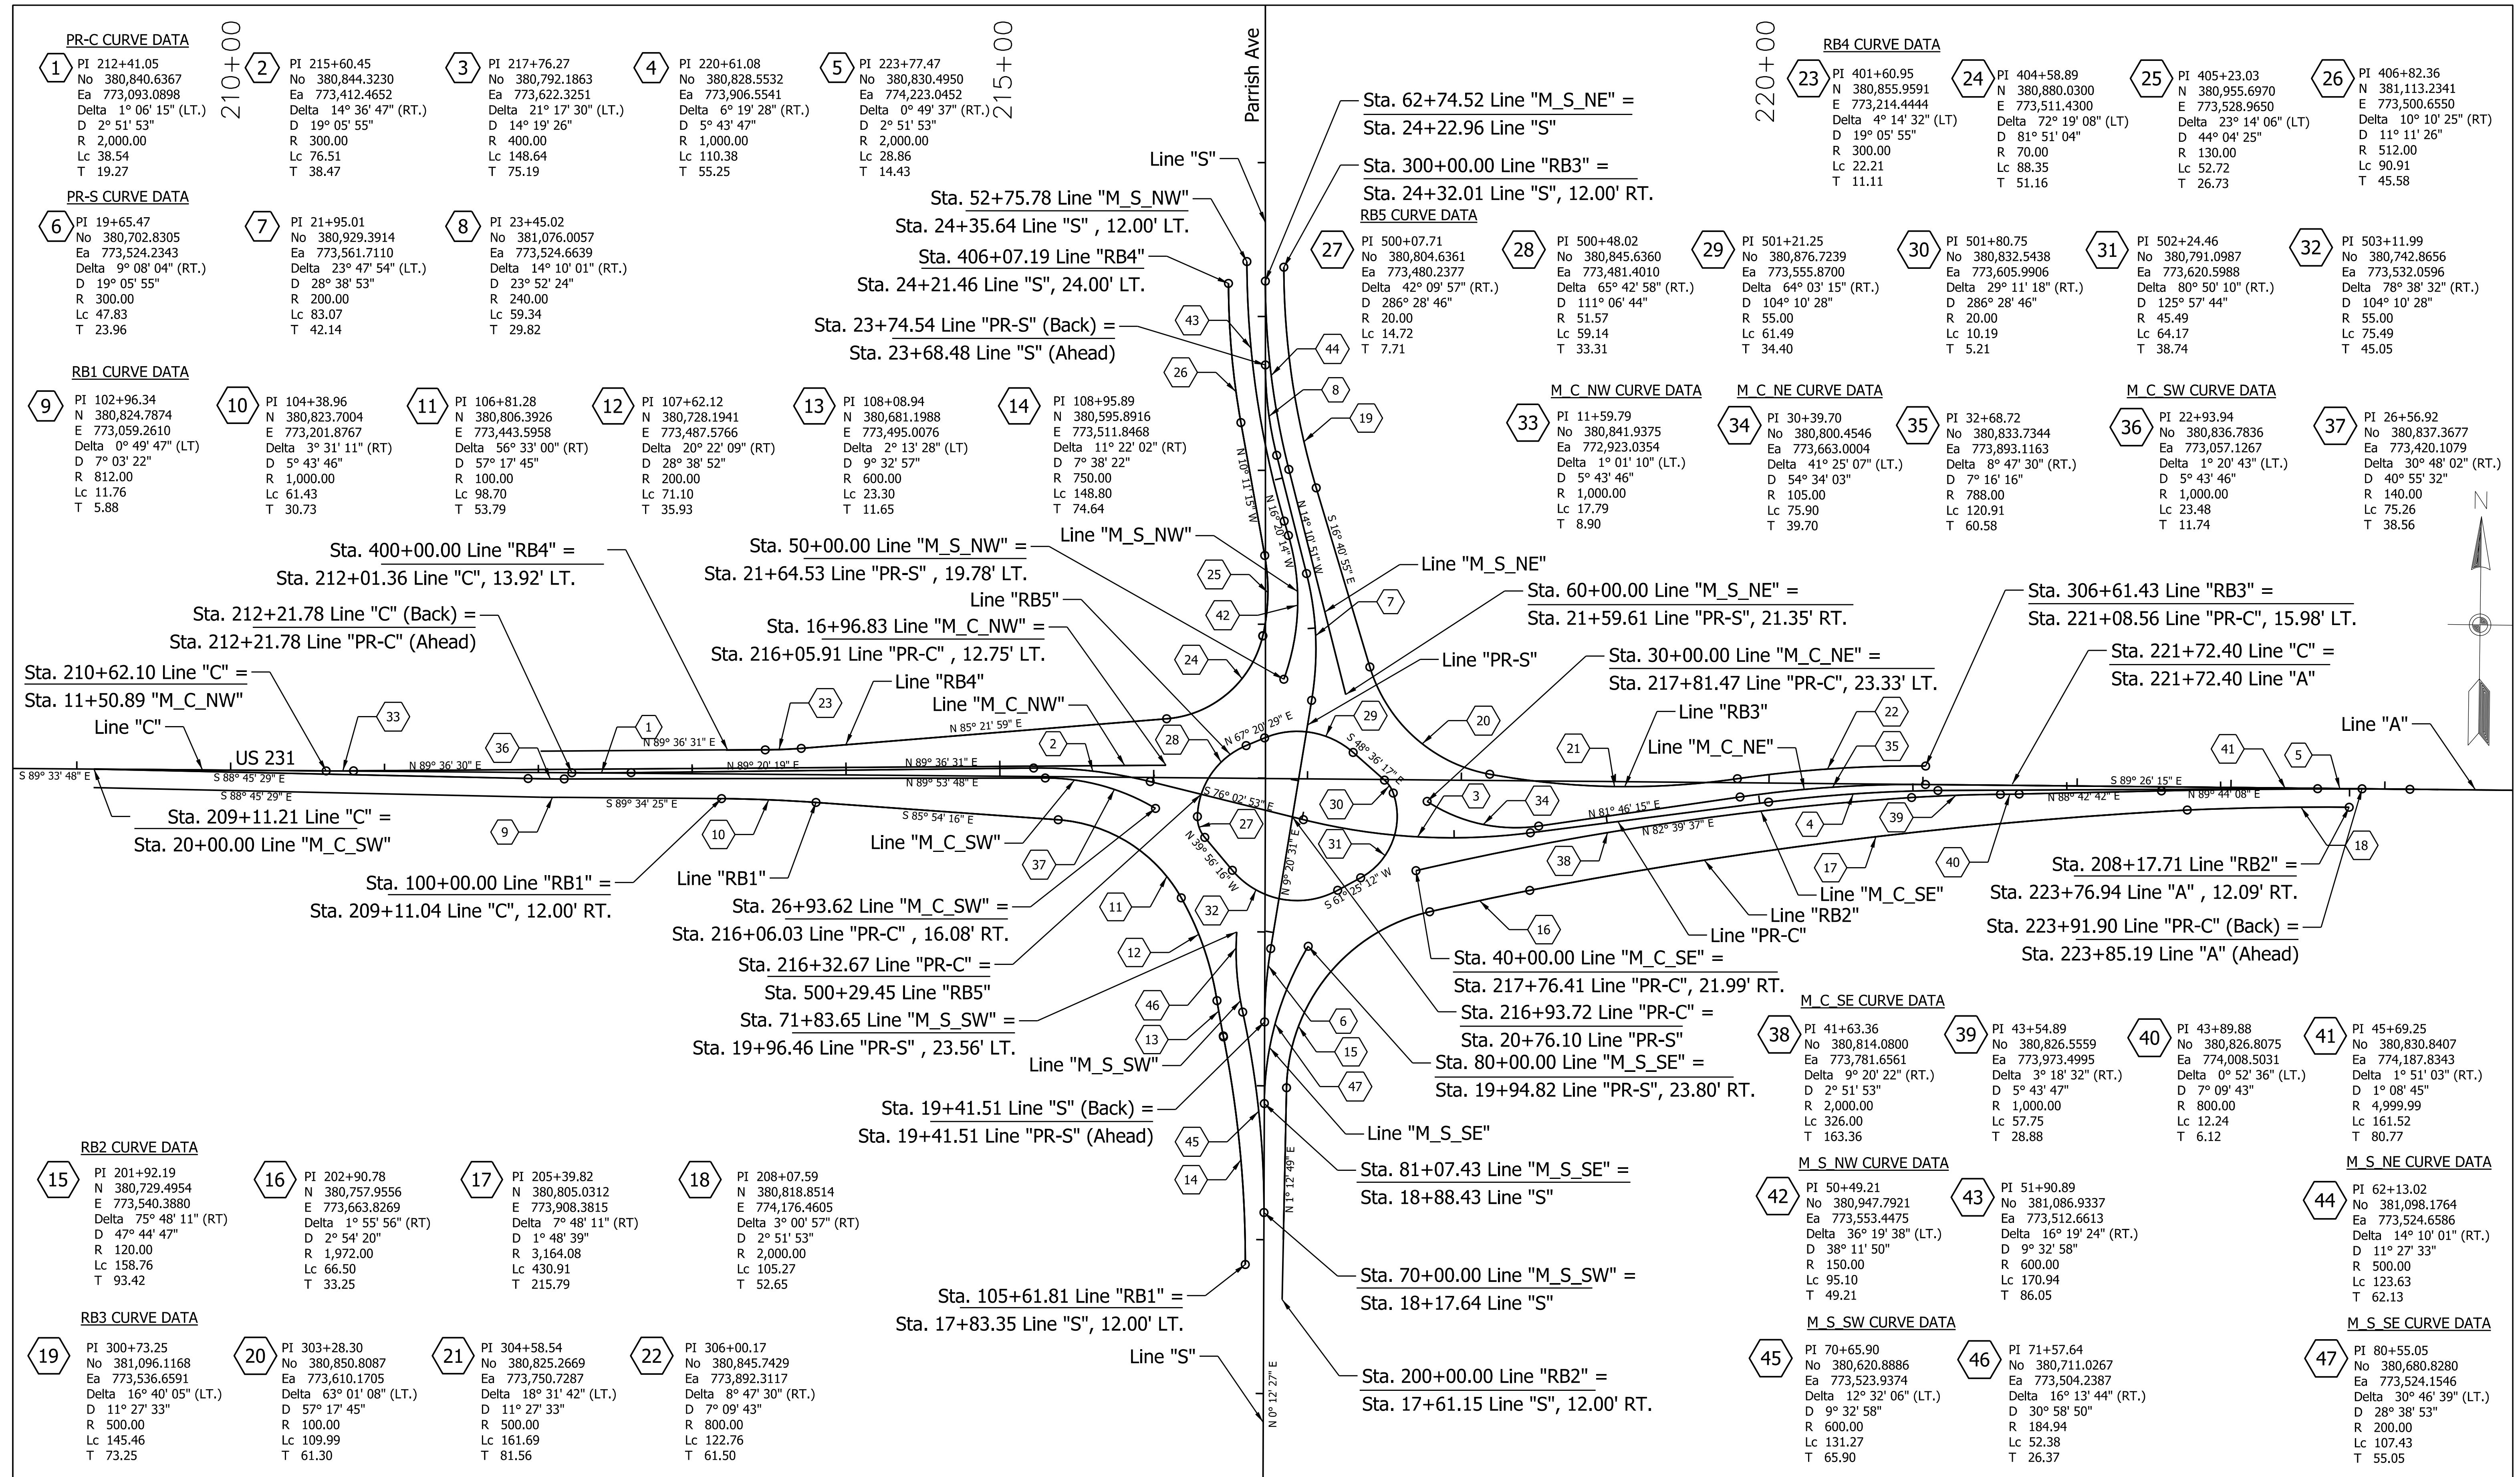 PR-C CURVE DATA
1
PI 212+41.05
No 380,840.6367
Ea 773,093.0898
Delta 1° 06' 15" (LT.)
D 2° 51' 53"
R 2,000.00
Lc 38.54
T 19.27
210+00
2
PI 215+60.45
No 380,844.3230
Ea 773,412.4652
Delta 14° 36' 47" (RT.)
D 19° 05' 55"
R 300.00
Lc 76.51
T 38.47
3
PI 217+76.27
No 380,792.1863
Ea 773,622.3251
Delta 21° 17' 30" (LT.)
D 14° 19' 26"
R 400.00
Lc 148.64
T 75.19
4
PI 220+61.08
No 380,828.5532
Ea 773,906.5541
Delta 6° 19' 28" (RT.)
D 5° 43' 47"
R 1,000.00
Lc 110.38
T 55.25
5
PI 223+77.47
No 380,830.4950
Ea 774,223.0452
Delta 0° 49' 37" (RT.)
D 2° 51' 53"
R 2,000.00
Lc 28.86
T 14.43
215+00
PR-S CURVE DATA
6
PI 19+65.47
No 380,702.8305
Ea 773,524.2343
Delta 9° 08' 04" (RT.)
D 19° 05' 55"
R 300.00
Lc 47.83
T 23.96
7
PI 21+95.01
No 380,929.3914
Ea 773,561.7110
Delta 23° 47' 54" (LT.)
D 28° 38' 53"
R 200.00
Lc 83.07
T 42.14
8
PI 23+45.02
No 381,076.0057
Ea 773,524.6639
Delta 14° 10' 01" (RT.)
D 23° 52' 24"
R 240.00
Lc 59.34
T 29.82
RB1 CURVE DATA
9
PI 102+96.34
N 380,824.7874
E 773,059.2610
Delta 0° 49' 47" (LT)
D 7° 03' 22"
R 812.00
Lc 11.76
T 5.88
10
PI 104+38.96
N 380,823.7004
E 773,201.8767
Delta 3° 31' 11" (RT)
D 5° 43' 46"
R 1,000.00
Lc 61.43
T 30.73
11
PI 106+81.28
N 380,806.3926
E 773,443.5958
Delta 56° 33' 00" (RT)
D 57° 17' 45"
R 100.00
Lc 98.70
T 53.79
12
PI 107+62.12
N 380,728.1941
E 773,487.5766
Delta 20° 22' 09" (RT)
D 28° 38' 52"
R 200.00
Lc 71.10
T 35.93
13
PI 108+08.94
N 380,681.1988
E 773,495.0076
Delta 2° 13' 28" (LT)
D 9° 32' 57"
R 600.00
Lc 23.30
T 11.65
14
PI 108+95.89
N 380,595.8916
E 773,511.8468
Delta 11° 22' 02" (RT)
D 7° 38' 22"
R 750.00
Lc 148.80
T 74.64
Parrish Ave
Line "S"
Sta. 62+74.52 Line "M_S_NE" =
Sta. 24+22.96 Line "S"
Sta. 300+00.00 Line "RB3" =
Sta. 24+32.01 Line "S", 12.00' RT.
Sta. 52+75.78 Line "M_S_NW"
Sta. 24+35.64 Line "S" , 12.00' LT.
Sta. 406+07.19 Line "RB4"
Sta. 24+21.46 Line "S", 24.00' LT.
Sta. 23+74.54 Line "PR-S" (Back) =
Sta. 23+68.48 Line "S" (Ahead)
220+00
RB4 CURVE DATA
23
PI 401+60.95
N 380,855.9591
E 773,214.4444
Delta 4° 14' 32" (LT)
D 19° 05' 55"
R 300.00
Lc 22.21
T 11.11
24
PI 404+58.89
N 380,880.0300
E 773,511.4300
Delta 72° 19' 08" (LT)
D 81° 51' 04"
R 70.00
Lc 88.35
T 51.16
25
PI 405+23.03
N 380,955.6970
E 773,528.9650
Delta 23° 14' 06" (LT)
D 44° 04' 25"
R 130.00
Lc 52.72
T 26.73
26
PI 406+82.36
N 381,113.2341
E 773,500.6550
Delta 10° 10' 25" (RT)
D 11° 11' 26"
R 512.00
Lc 90.91
T 45.58
RB5 CURVE DATA
27
PI 500+07.71
No 380,804.6361
Ea 773,480.2377
Delta 42° 09' 57" (RT.)
D 286° 28' 46"
R 20.00
Lc 14.72
T 7.71
28
PI 500+48.02
No 380,845.6360
Ea 773,481.4010
Delta 65° 42' 58" (RT.)
D 111° 06' 44"
R 51.57
Lc 59.14
T 33.31
29
PI 501+21.25
No 380,876.7239
Ea 773,555.8700
Delta 64° 03' 15" (RT.)
D 104° 10' 28"
R 55.00
Lc 61.49
T 34.40
30
PI 501+80.75
No 380,832.5438
Ea 773,605.9906
Delta 29° 11' 18" (RT.)
D 286° 28' 46"
R 20.00
Lc 10.19
T 5.21
31
PI 502+24.46
No 380,791.0987
Ea 773,620.5988
Delta 80° 50' 10" (RT.)
D 125° 57' 44"
R 45.49
Lc 64.17
T 38.74
32
PI 503+11.99
No 380,742.8656
Ea 773,532.0596
Delta 78° 38' 32" (RT.)
D 104° 10' 28"
R 55.00
Lc 75.49
T 45.05
M_C_NW CURVE DATA
33
PI 11+59.79
No 380,841.9375
Ea 772,923.0354
Delta 1° 01' 10" (LT.)
D 5° 43' 46"
R 1,000.00
Lc 17.79
T 8.90
M_C_NE CURVE DATA
34
PI 30+39.70
No 380,800.4546
Ea 773,663.0004
Delta 41° 25' 07" (LT.)
D 54° 34' 03"
R 105.00
Lc 75.90
T 39.70
35
PI 32+68.72
No 380,833.7344
Ea 773,893.1163
Delta 8° 47' 30" (RT.)
D 7° 16' 16"
R 788.00
Lc 120.91
T 60.58
M_C_SW CURVE DATA
36
PI 22+93.94
No 380,836.7836
Ea 773,057.1267
Delta 1° 20' 43" (LT.)
D 5° 43' 46"
R 1,000.00
Lc 23.48
T 11.74
37
PI 26+56.92
No 380,837.3677
Ea 773,420.1079
Delta 30° 48' 02" (RT.)
D 40° 55' 32"
R 140.00
Lc 75.26
T 38.56
N
43
44
26
8
19
N 10° 11' 15" W
N 16° 20' 14" W
N 14° 10' 51" W
S 16° 40' 55" E
Sta. 400+00.00 Line "RB4" =
Sta. 212+01.36 Line "C", 13.92' LT.
Sta. 50+00.00 Line "M_S_NW" =
Sta. 21+64.53 Line "PR-S" , 19.78' LT.
Line "M_S_NW"
Line "RB5"
25
42
7
24
Line "M_S_NE"
Sta. 60+00.00 Line "M_S_NE" =
Sta. 21+59.61 Line "PR-S", 21.35' RT.
Sta. 306+61.43 Line "RB3" =
Sta. 221+08.56 Line "PR-C", 15.98' LT.
Sta. 212+21.78 Line "C" (Back) =
Sta. 212+21.78 Line "PR-C" (Ahead)
Sta. 16+96.83 Line "M_C_NW" =
Sta. 216+05.91 Line "PR-C" , 12.75' LT.
Line "PR-S"
Sta. 30+00.00 Line "M_C_NE" =
Sta. 217+81.47 Line "PR-C", 23.33' LT.
Sta. 221+72.40 Line "C" =
Sta. 221+72.40 Line "A"
Sta. 210+62.10 Line "C" =
Sta. 11+50.89 "M_C_NW"
Line "C"
Line "RB4"
Line "M_C_NW"
33
1
23
36
2
28
29
20
21
22
35
41
5
Line "RB3"
Line "M_C_NE"
Line "A"
US 231
N 89° 36' 31" E
N 85° 21' 59" E
N 67° 20' 29" E
S 48° 36' 17" E
S 89° 33' 48" E
S 88° 45' 29" E
N 89° 36' 30" E
N 89° 20' 19" E
N 89° 36' 31" E
N 89° 53' 48" E
S 88° 45' 29" E
S 89° 34' 25" E
S 85° 54' 16" E
S 76° 02' 53" E
N 81° 46' 15" E
N 82° 39' 37" E
S 89° 26' 15" E
N 88° 42' 42" E
N 89° 44' 08" E
N 39° 56' 16" W
N 9° 20' 31" E
S 61° 25' 12" W
9
10
37
27
30
3
34
31
32
38
4
39
40
17
18
16
Sta. 209+11.21 Line "C" =
Sta. 20+00.00 Line "M_C_SW"
Line "M_C_SW"
Line "RB1"
Sta. 100+00.00 Line "RB1" =
Sta. 209+11.04 Line "C", 12.00' RT.
Sta. 26+93.62 Line "M_C_SW" =
Sta. 216+06.03 Line "PR-C" , 16.08' RT.
Sta. 216+32.67 Line "PR-C" =
Sta. 500+29.45 Line "RB5"
Sta. 71+83.65 Line "M_S_SW" =
Sta. 19+96.46 Line "PR-S" , 23.56' LT.
Line "M_S_SW"
11
12
46
13
45
14
6
15
47
Line "M_C_SE"
Line "RB2"
Line "PR-C"
Sta. 208+17.71 Line "RB2" =
Sta. 223+76.94 Line "A" , 12.09' RT.
Sta. 223+91.90 Line "PR-C" (Back) =
Sta. 223+85.19 Line "A" (Ahead)
Sta. 40+00.00 Line "M_C_SE" =
Sta. 217+76.41 Line "PR-C", 21.99' RT.
Sta. 216+93.72 Line "PR-C" =
Sta. 20+76.10 Line "PR-S"
Sta. 80+00.00 Line "M_S_SE" =
Sta. 19+94.82 Line "PR-S", 23.80' RT.
Sta. 19+41.51 Line "S" (Back) =
Sta. 19+41.51 Line "PR-S" (Ahead)
Line "M_S_SE"
Sta. 81+07.43 Line "M_S_SE" =
Sta. 18+88.43 Line "S"
N 1° 12' 49" E
Sta. 70+00.00 Line "M_S_SW" =
Sta. 18+17.64 Line "S"
Sta. 105+61.81 Line "RB1" =
Sta. 17+83.35 Line "S", 12.00' LT.
Line "S"
N 0° 12' 27" E
Sta. 200+00.00 Line "RB2" =
Sta. 17+61.15 Line "S", 12.00' RT.
RB2 CURVE DATA
15
PI 201+92.19
N 380,729.4954
E 773,540.3880
Delta 75° 48' 11" (RT)
D 47° 44' 47"
R 120.00
Lc 158.76
T 93.42
16
PI 202+90.78
N 380,757.9556
E 773,663.8269
Delta 1° 55' 56" (RT)
D 2° 54' 20"
R 1,972.00
Lc 66.50
T 33.25
17
PI 205+39.82
N 380,805.0312
E 773,908.3815
Delta 7° 48' 11" (RT)
D 1° 48' 39"
R 3,164.08
Lc 430.91
T 215.79
18
PI 208+07.59
N 380,818.8514
E 774,176.4605
Delta 3° 00' 57" (RT)
D 2° 51' 53"
R 2,000.00
Lc 105.27
T 52.65
RB3 CURVE DATA
19
PI 300+73.25
No 381,096.1168
Ea 773,536.6591
Delta 16° 40' 05" (LT.)
D 11° 27' 33"
R 500.00
Lc 145.46
T 73.25
20
PI 303+28.30
No 380,850.8087
Ea 773,610.1705
Delta 63° 01' 08" (LT.)
D 57° 17' 45"
R 100.00
Lc 109.99
T 61.30
21
PI 304+58.54
No 380,825.2669
Ea 773,750.7287
Delta 18° 31' 42" (LT.)
D 11° 27' 33"
R 500.00
Lc 161.69
T 81.56
22
PI 306+00.17
No 380,845.7429
Ea 773,892.3117
Delta 8° 47' 30" (RT.)
D 7° 09' 43"
R 800.00
Lc 122.76
T 61.50
M_C_SE CURVE DATA
38
PI 41+63.36
No 380,814.0800
Ea 773,781.6561
Delta 9° 20' 22" (RT.)
D 2° 51' 53"
R 2,000.00
Lc 326.00
T 163.36
39
PI 43+54.89
No 380,826.5559
Ea 773,973.4995
Delta 3° 18' 32" (RT.)
D 5° 43' 47"
R 1,000.00
Lc 57.75
T 28.88
40
PI 43+89.88
No 380,826.8075
Ea 774,008.5031
Delta 0° 52' 36" (LT.)
D 7° 09' 43"
R 800.00
Lc 12.24
T 6.12
41
PI 45+69.25
No 380,830.8407
Ea 774,187.8343
Delta 1° 51' 03" (RT.)
D 1° 08' 45"
R 4,999.99
Lc 161.52
T 80.77
M_S_NW CURVE DATA
42
PI 50+49.21
No 380,947.7921
Ea 773,553.4475
Delta 36° 19' 38" (LT.)
D 38° 11' 50"
R 150.00
Lc 95.10
T 49.21
43
PI 51+90.89
No 381,086.9337
Ea 773,512.6613
Delta 16° 19' 24" (RT.)
D 9° 32' 58"
R 600.00
Lc 170.94
T 86.05
M_S_NE CURVE DATA
44
PI 62+13.02
No 381,098.1764
Ea 773,524.6586
Delta 14° 10' 01" (RT.)
D 11° 27' 33"
R 500.00
Lc 123.63
T 62.13
M_S_SW CURVE DATA
45
PI 70+65.90
No 380,620.8886
Ea 773,523.9374
Delta 12° 32' 06" (LT.)
D 9° 32' 58"
R 600.00
Lc 131.27
T 65.90
46
PI 71+57.64
No 380,711.0267
Ea 773,504.2387
Delta 16° 13' 44" (RT.)
D 30° 58' 50"
R 184.94
Lc 52.38
T 26.37
M_S_SE CURVE DATA
47
PI 80+55.05
No 380,680.8280
Ea 773,524.1546
Delta 30° 46' 39" (LT.)
D 28° 38' 53"
R 200.00
Lc 107.43
T 55.05